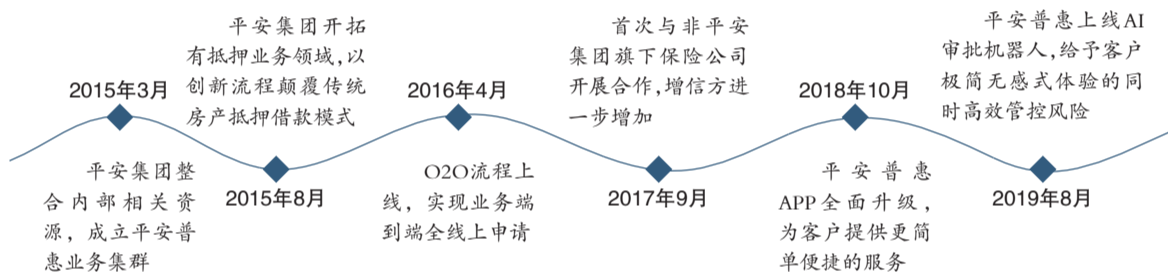 2015年3月
平安集团整
合内部相关资
源，成立平安普
惠业务集群
平安集团开拓
有抵押业务领域，以
创新流程颠覆传统
房产抵押借款模式
2015年8月
2016年4月
O2O流程上
线，实现业务端
到端全线上申请
首次与非平安
集团旗下保险公司
开展合作，增信方进
一步增加
2017年9月
2018年10月
平安普惠
APP全面升级，
为客户提供更简
单便捷的服务
平安普惠上线AI
审批机器人，给予客户
极简无感式体验的同
时高效管控风险
2019年8月